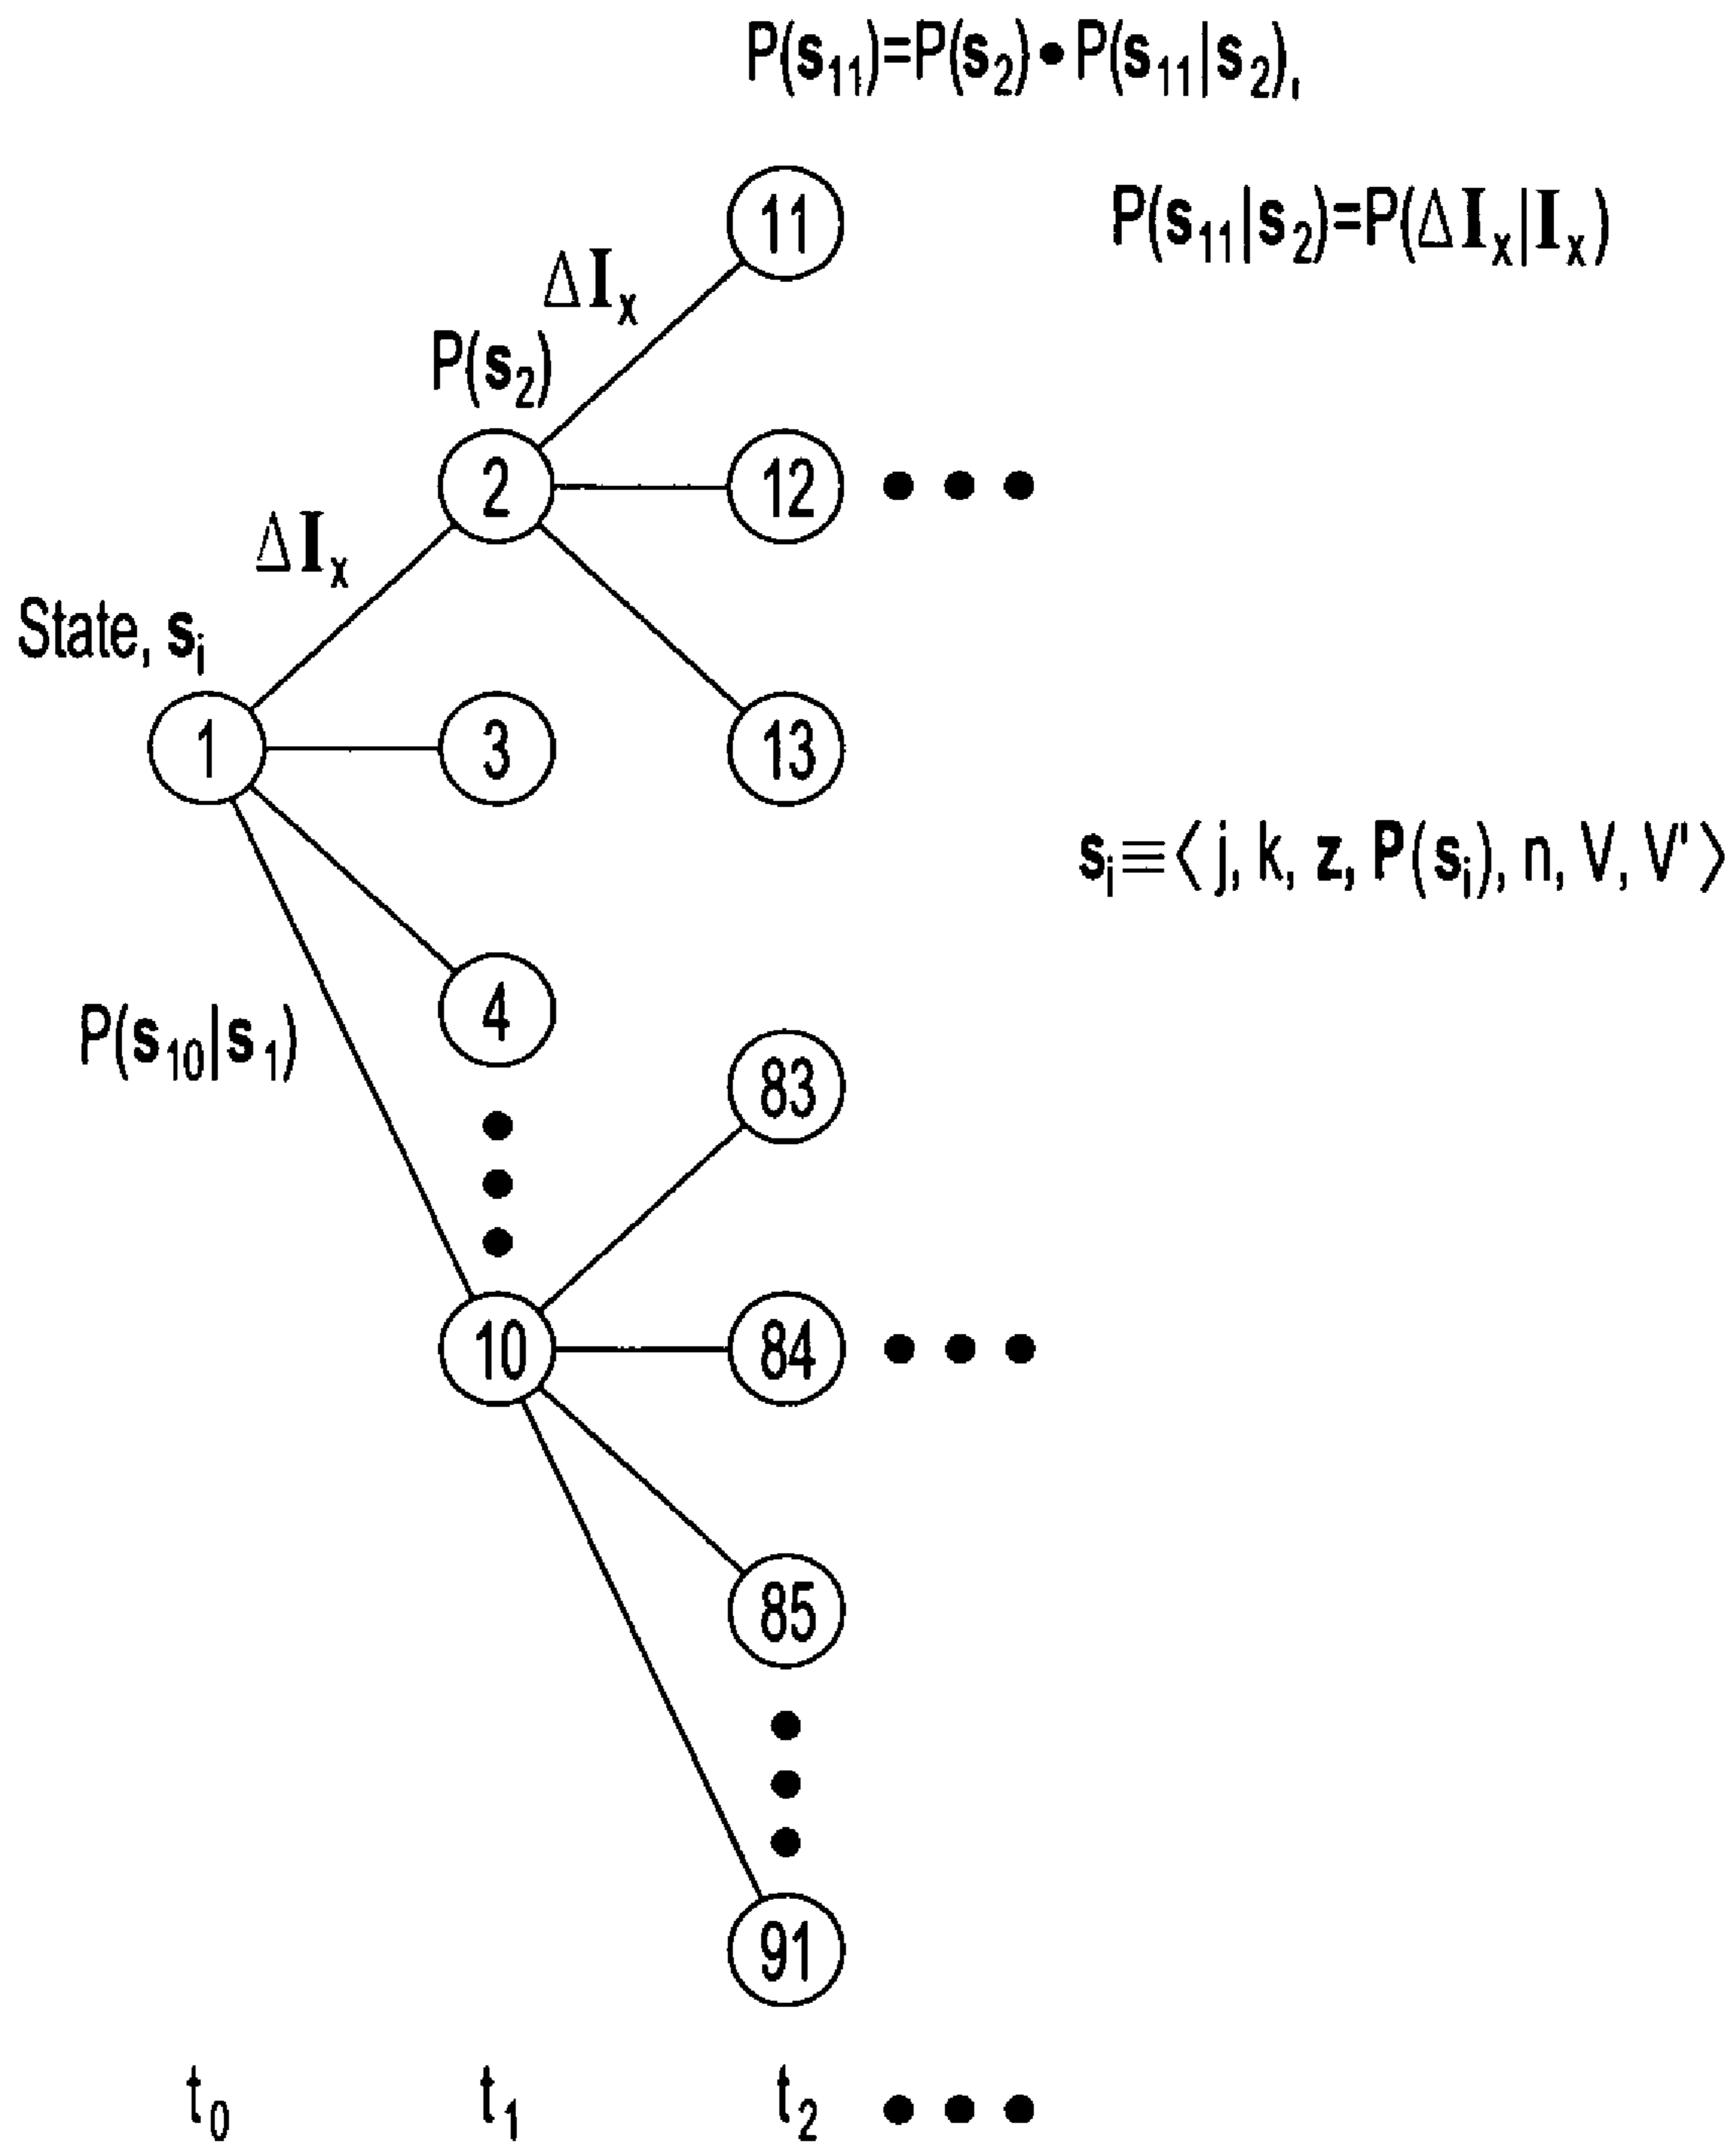 P(s₁₁)=P(s₂)•P(s₁₁|s₂),
11
P(s₁₁|s₂)=P(ΔIₓ|Iₓ)
ΔIₓ
P(s₂)
2
12
ΔIₓ
State, sᵢ
1
3
13
sᵢ≡⟨j, k, z, P(sᵢ), n, V, V'⟩
4
P(s₁₀|s₁)
83
10
84
85
91
t₀ t₁ t₂